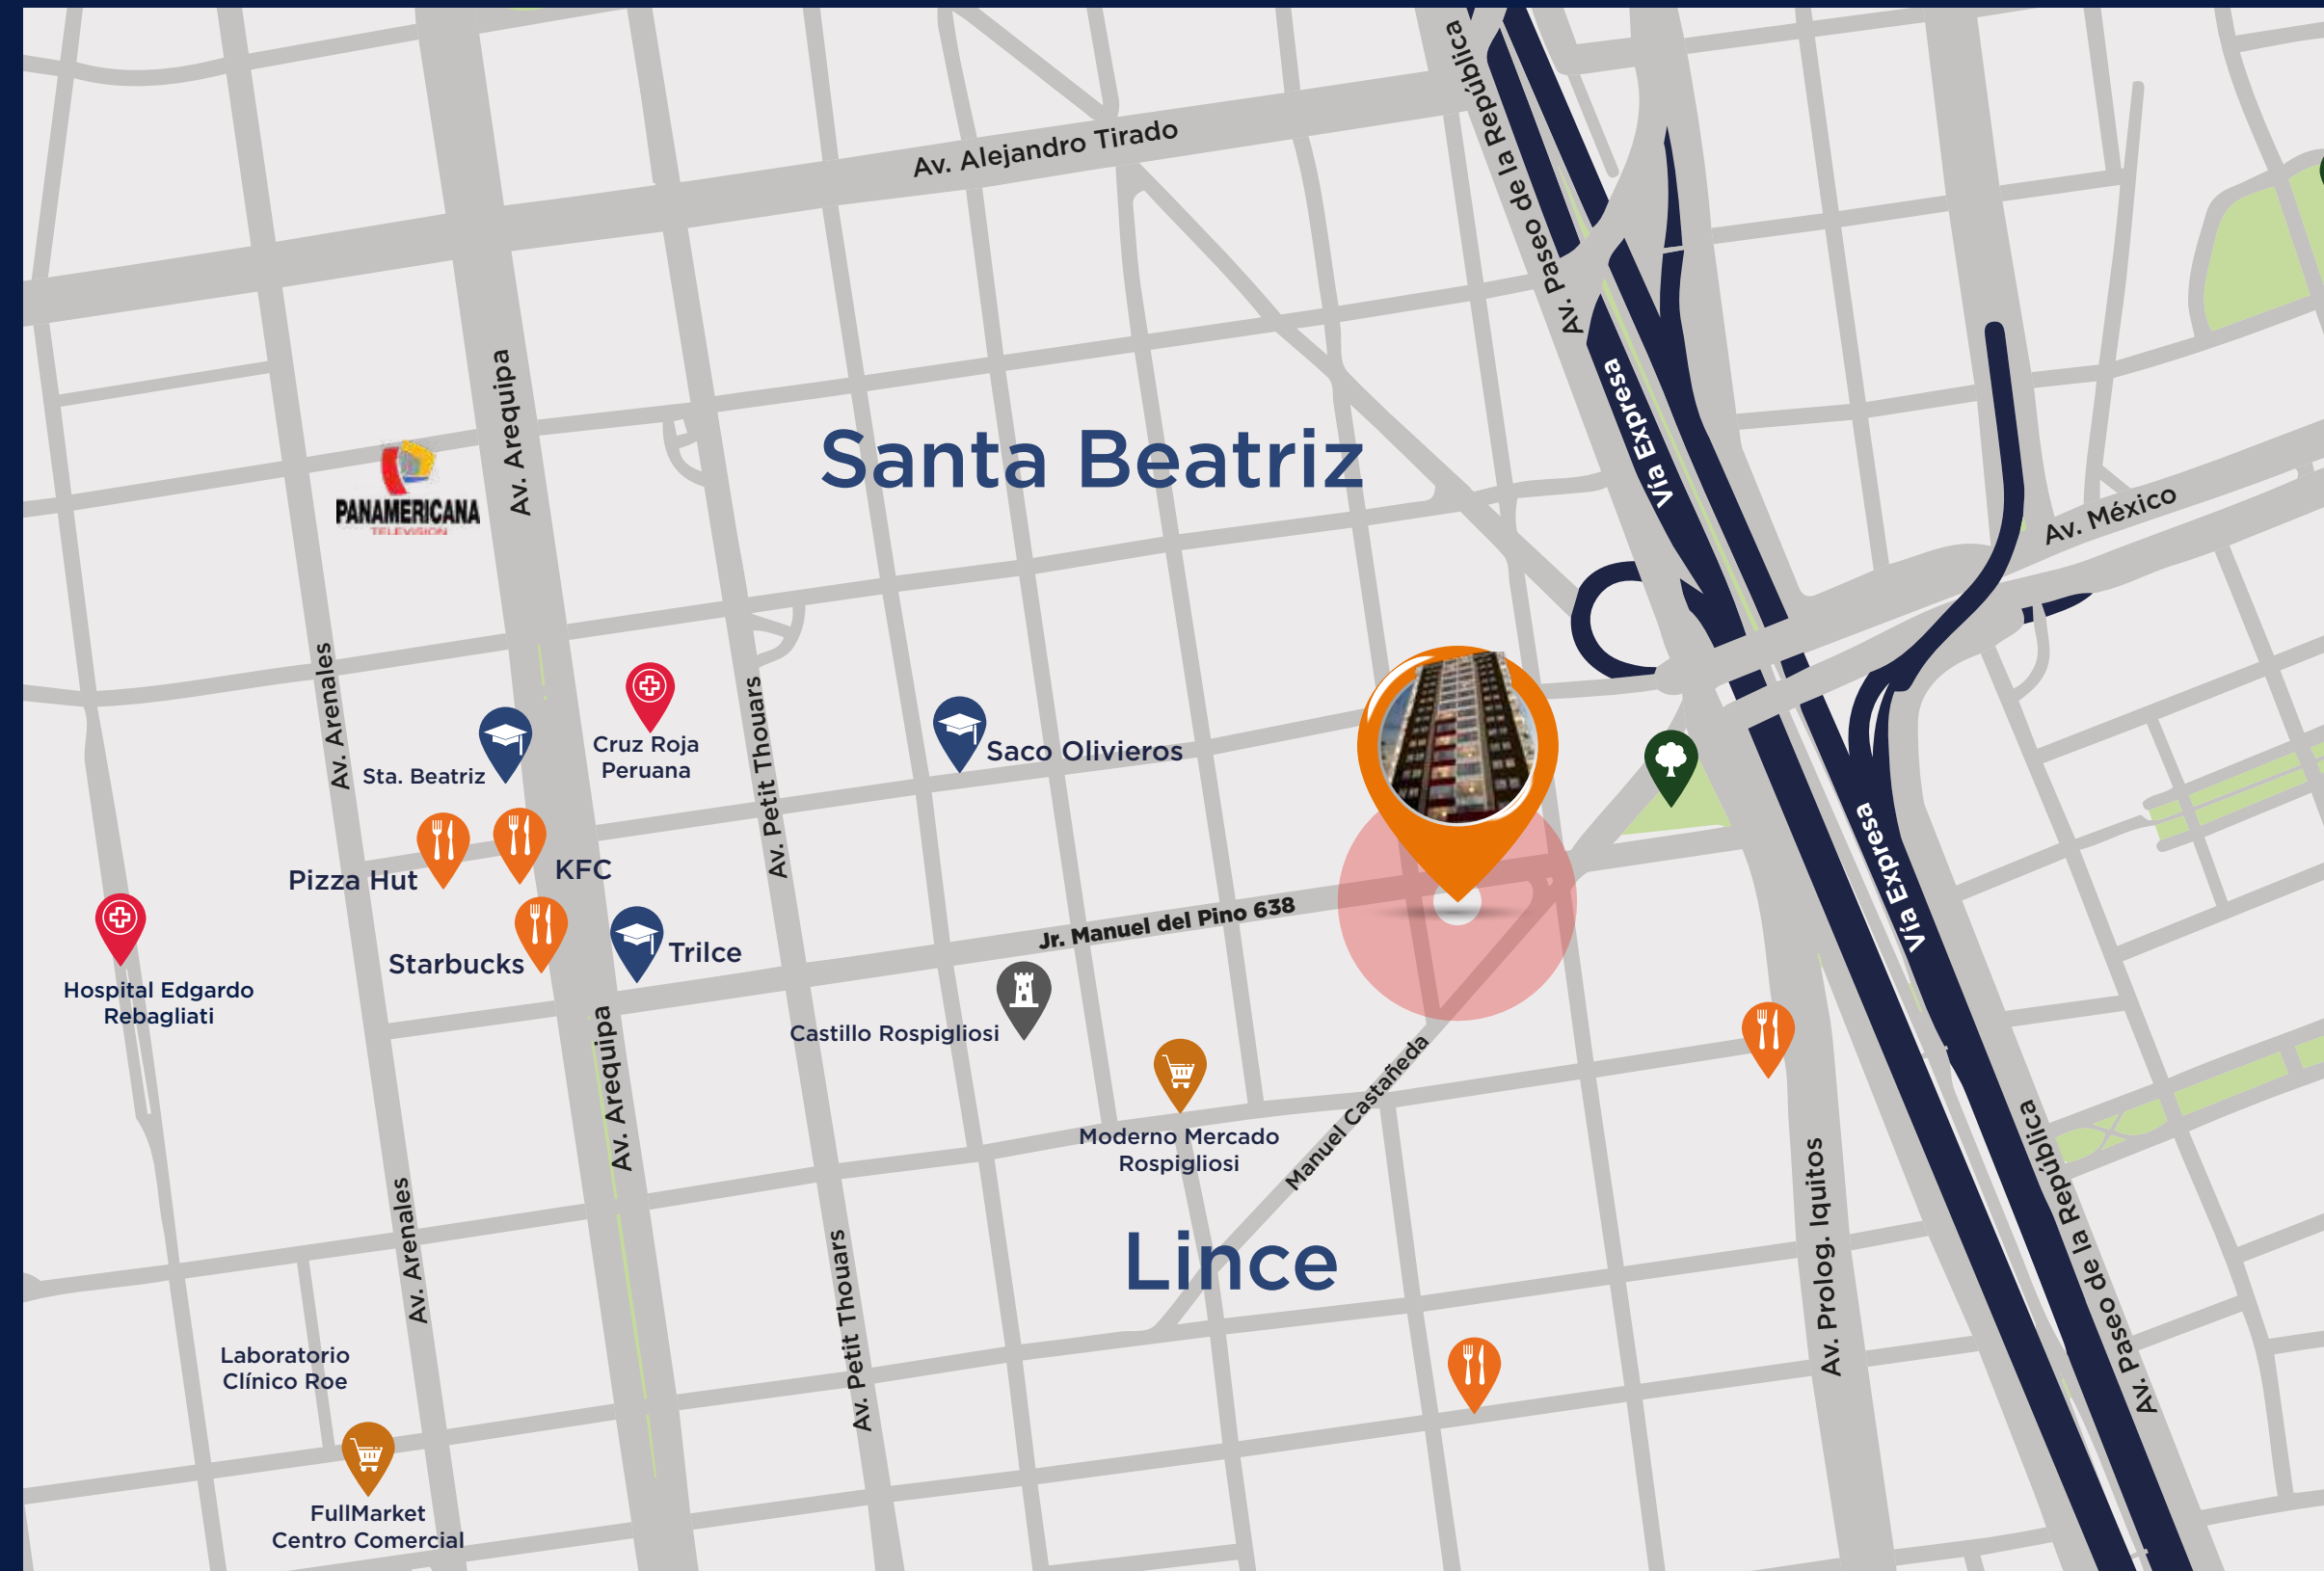 Av. Paseo de la República
Av. Alejandro Tirado
Av. Arequipa
Vía Expresa
Santa Beatriz
PANAMERICANA
TELEVISION
Av. México
Av. Arenales
Av. Petit Thouars
Cruz Roja
Peruana
Sta. Beatriz
Saco Olivieros
KFC
Pizza Hut
Vía Expresa
Jr. Manuel del Pino 638
Trilce
Starbucks
Hospital Edgardo
Rebagliati
Castillo Rospigliosi
Av. Arequipa
Manuel Castañeda
Moderno Mercado
Rospigliosi
Av. Paseo de la República
Av. Prolog. Iquitos
Av. Arenales
Av. Petit Thouars
Lince
Laboratorio
Clínico Roe
FullMarket
Centro Comercial